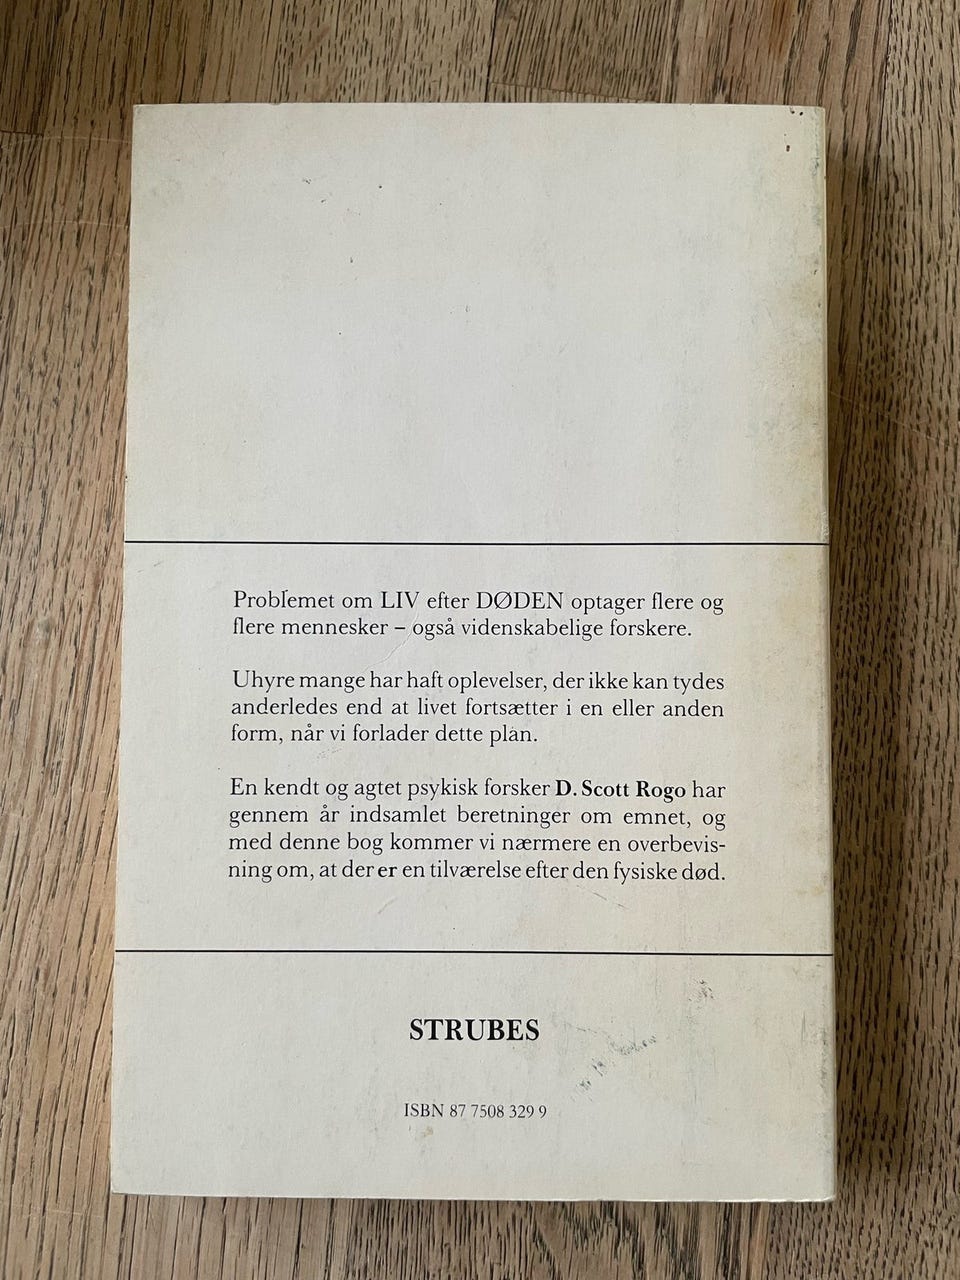 Problemet om LIV efter DØDEN optager flere og
flere mennesker – også videnskabelige forskere.
Uhyre mange har haft oplevelser, der ikke kan tydes
anderledes end at livet fortsætter i en eller anden
form, når vi forlader dette plan.
En kendt og agtet psykisk forsker D. Scott Rogo har
gennem år indsamlet beretninger om emnet, og
med denne bog kommer vi nærmere en overbevis-
ning om, at der er en tilværelse efter den fysiske død.
STRUBES
ISBN 87 7508 329 9